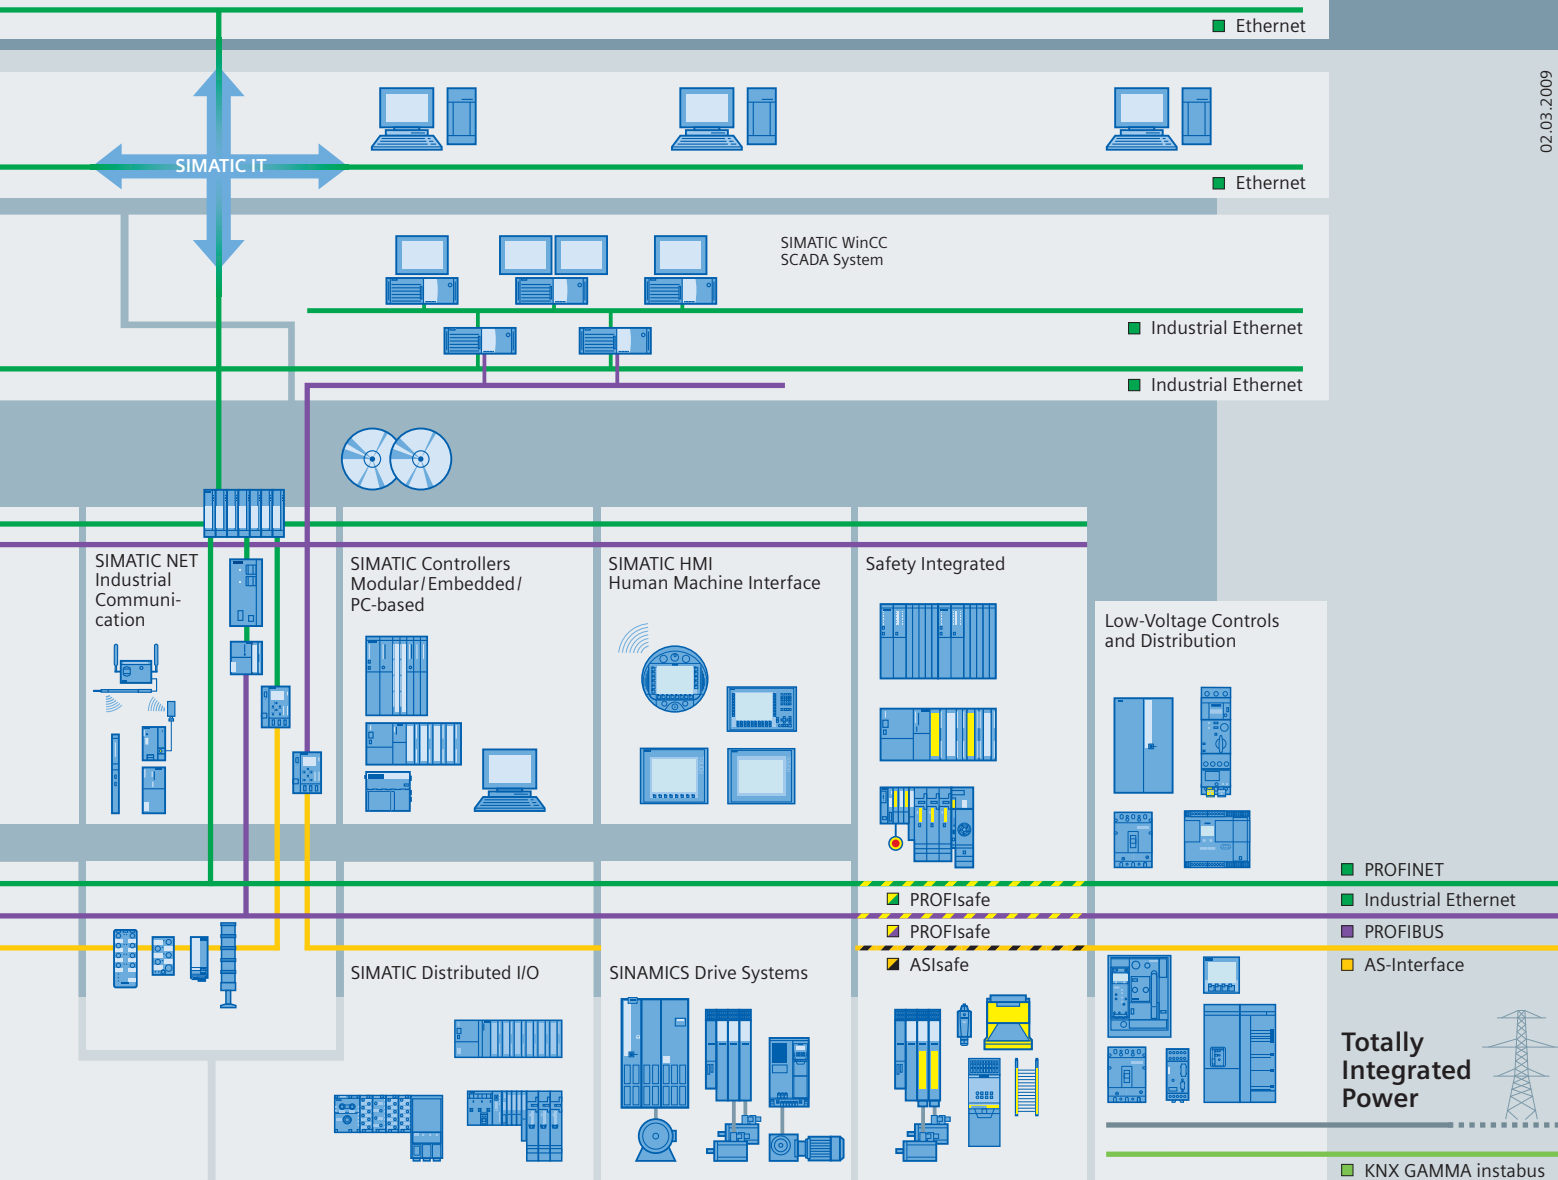 Ethernet
02.03.2009
SIMATIC IT
Ethernet
SIMATIC WinCC
SCADA System
Industrial Ethernet
Industrial Ethernet
SIMATIC NET
Industrial
Communi-
cation
SIMATIC Controllers
Modular/Embedded/
PC-based
SIMATIC HMI
Human Machine Interface
Safety Integrated
Low-Voltage Controls
and Distribution
PROFINET
PROFIsafe
Industrial Ethernet
PROFIsafe
PROFIBUS
ASIsafe
AS-Interface
SIMATIC Distributed I/O
SINAMICS Drive Systems
Totally
Integrated
Power
KNX GAMMA instabus